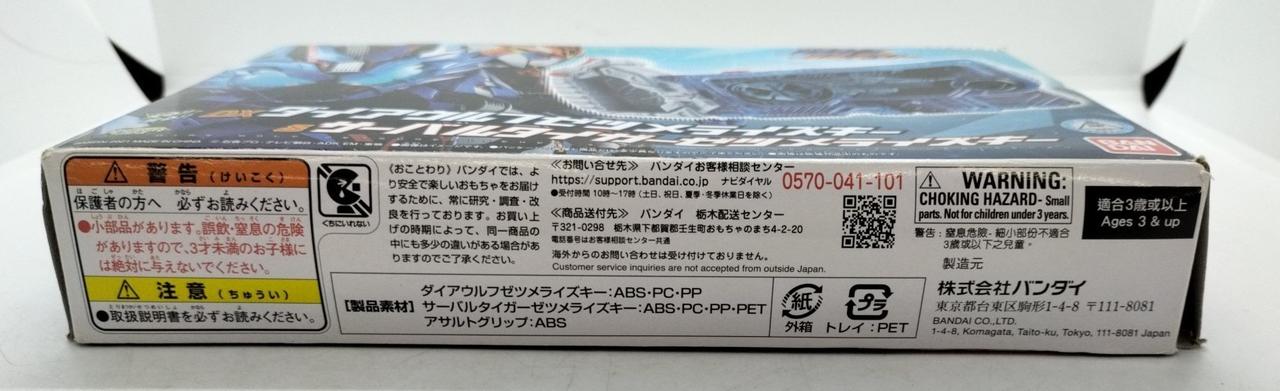 DXダイアウルフゼツメライズキー
&サーバルタイガーゼツメライズキー
BAN
DAI
警告(けいこく)
ほごしゃ かた かなら よ
保護者の方へ 必ずお読みください。
●小部品があります。誤飲・窒息の危険
がありますので、3才未満のお子様に
は絶対に与えないでください。
注意(ちゅうい)
●取扱説明書を必ずお読みください。
くちにいれない
(おことわり)バンダイでは、よ
り安全で楽しいおもちゃをお届け
するために、常に研究・調査・改
良を行っております。お買い上
げの時期によって、同一商品の
中にも多少の違いがある場合があ
りますのでご了承ください。
≪お問い合せ先≫ バンダイお客様相談センター
https://support.bandai.co.jp ナビダイヤル 0570-041-101
●受付時間 10時~17時(土日、祝日、夏季・冬季休業日を除く)
≪商品送付先≫ バンダイ 栃木配送センター
〒321-0298 栃木県下都賀郡壬生町おもちゃのまち4-2-20
電話番号はお客様相談センター共通
海外からのお問い合わせは受け付けておりません。
Customer service inquiries are not accepted from outside Japan.
【製品素材】
ダイアウルフゼツメライズキー:ABS・PC・PP
サーバルタイガーゼツメライズキー:ABS・PC・PP・PET
アサルトグリップ:ABS
紙
外箱
プラ
トレイ:PET
WARNING:
CHOKING HAZARD- Small
parts. Not for children under 3 years.
警告:窒息危險- 細小部份不適合
3歲或以下之兒童。
適合3歲或以上
Ages 3 & up
製造元
株式会社バンダイ
東京都台東区駒形1-4-8 〒111-8081
BANDAI CO.,LTD.
1-4-8, Komagata, Taito-ku, Tokyo, 111-8081 Japan